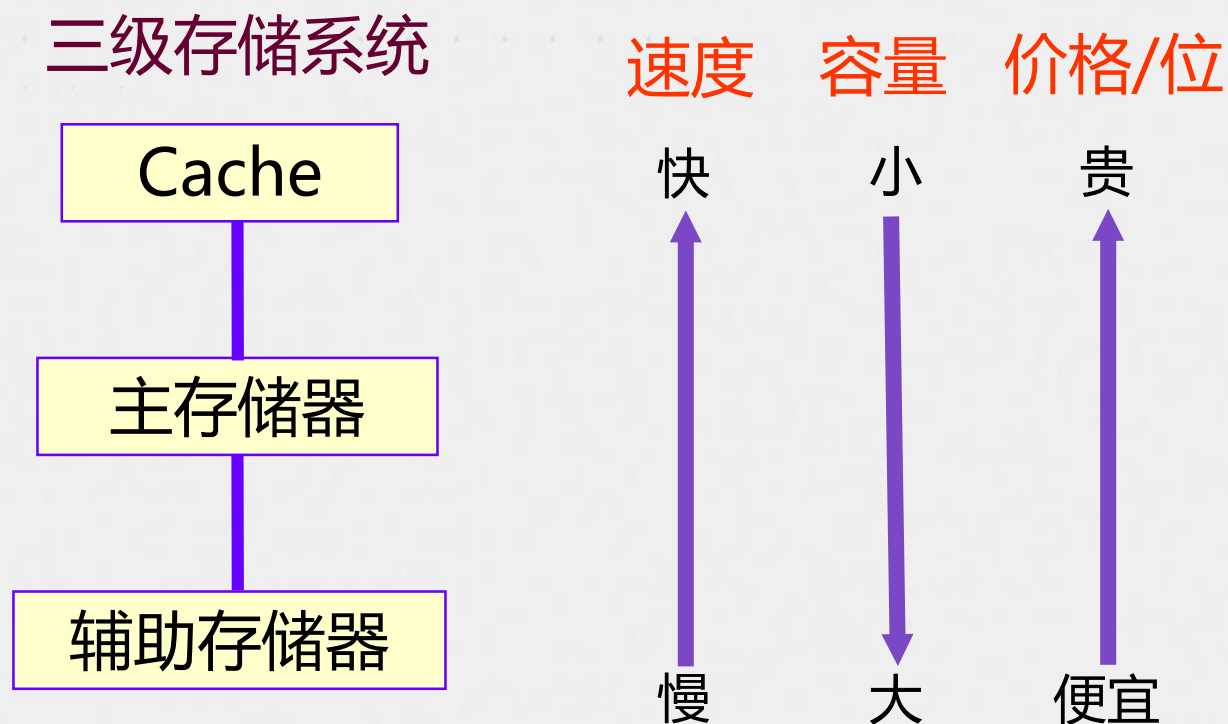 三级存储系统
速度 容量 价格/位
Cache
快 小 贵
主存储器
辅助存储器
慢 大 便宜